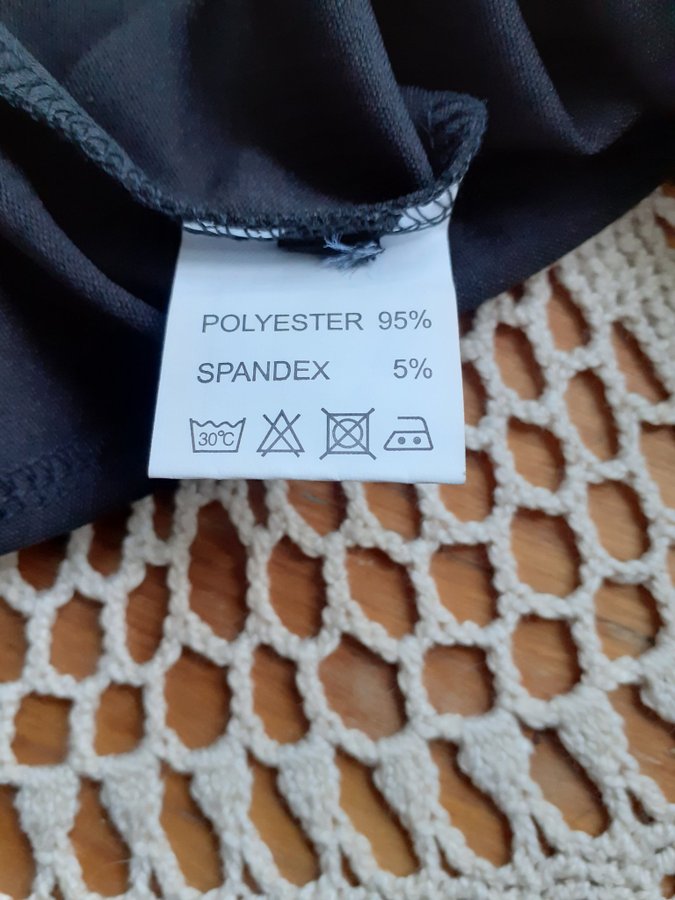 POLYESTER 95%
SPANDEX 5%
30°C